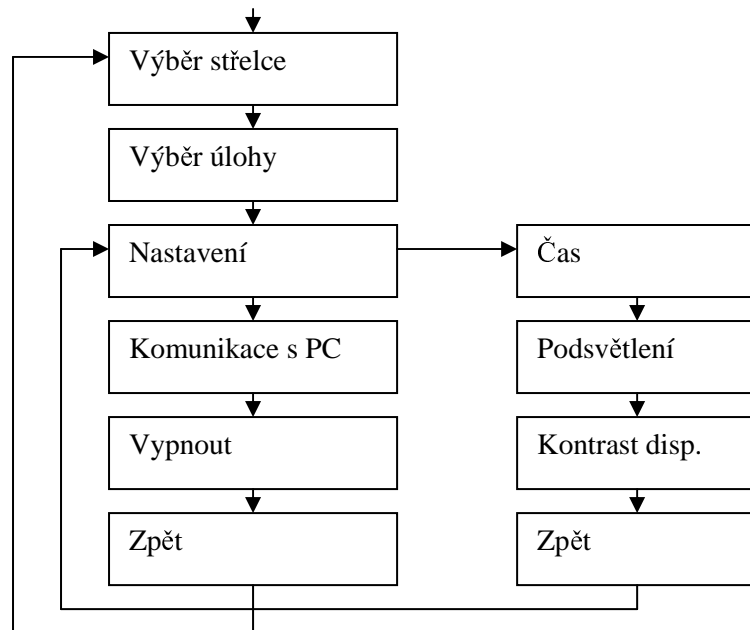 Výběr střelce
Výběr úlohy
Nastavení
Komunikace s PC
Vypnout
Zpět
Čas
Podsvětlení
Kontrast disp.
Zpět